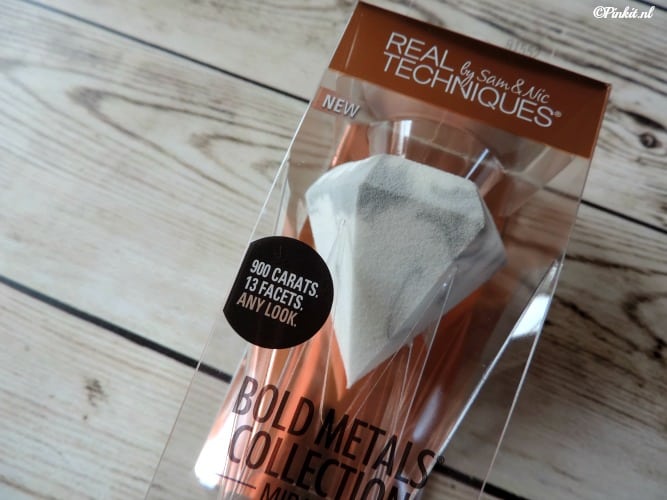 ©Pinkit.nl
REAL
TECHNIQUES®
by Sam & Nic
NEW
900 CARATS.
13 FACETS.
ANY LOOK.
BOLD METALS®
COLLECTION